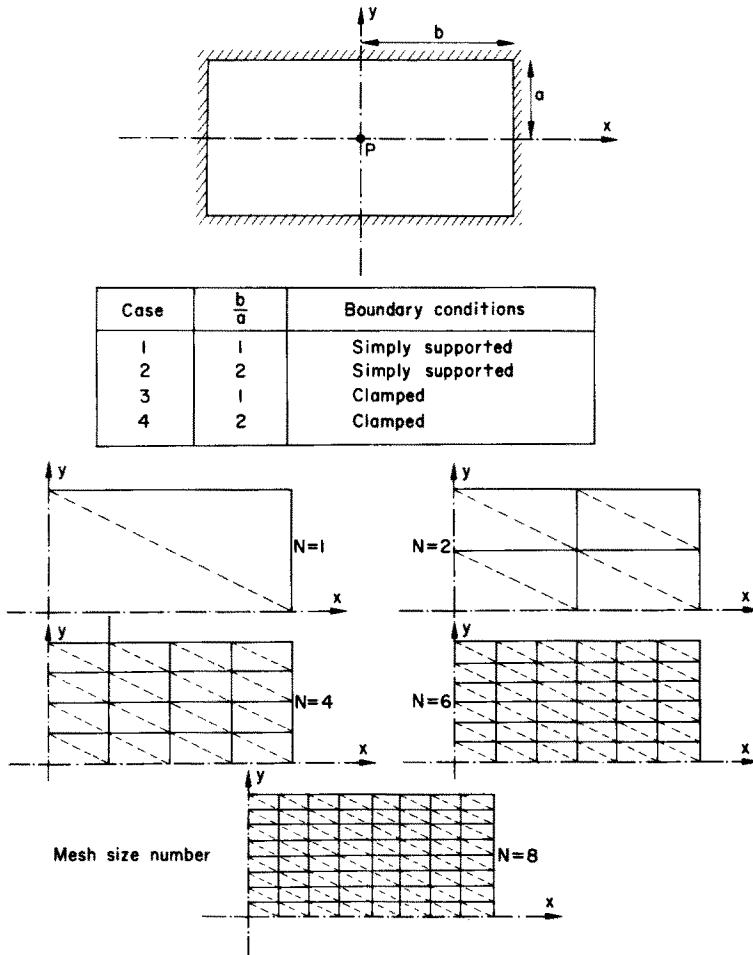 y
b
a
x
P
Case b/a Boundary conditions
1 1 Simply supported
2 2 Simply supported
3 1 Clamped
4 2 Clamped
y
N=1
x
y
N=2
x
y
N=4
x
y
N=6
x
y
Mesh size number
N=8
x